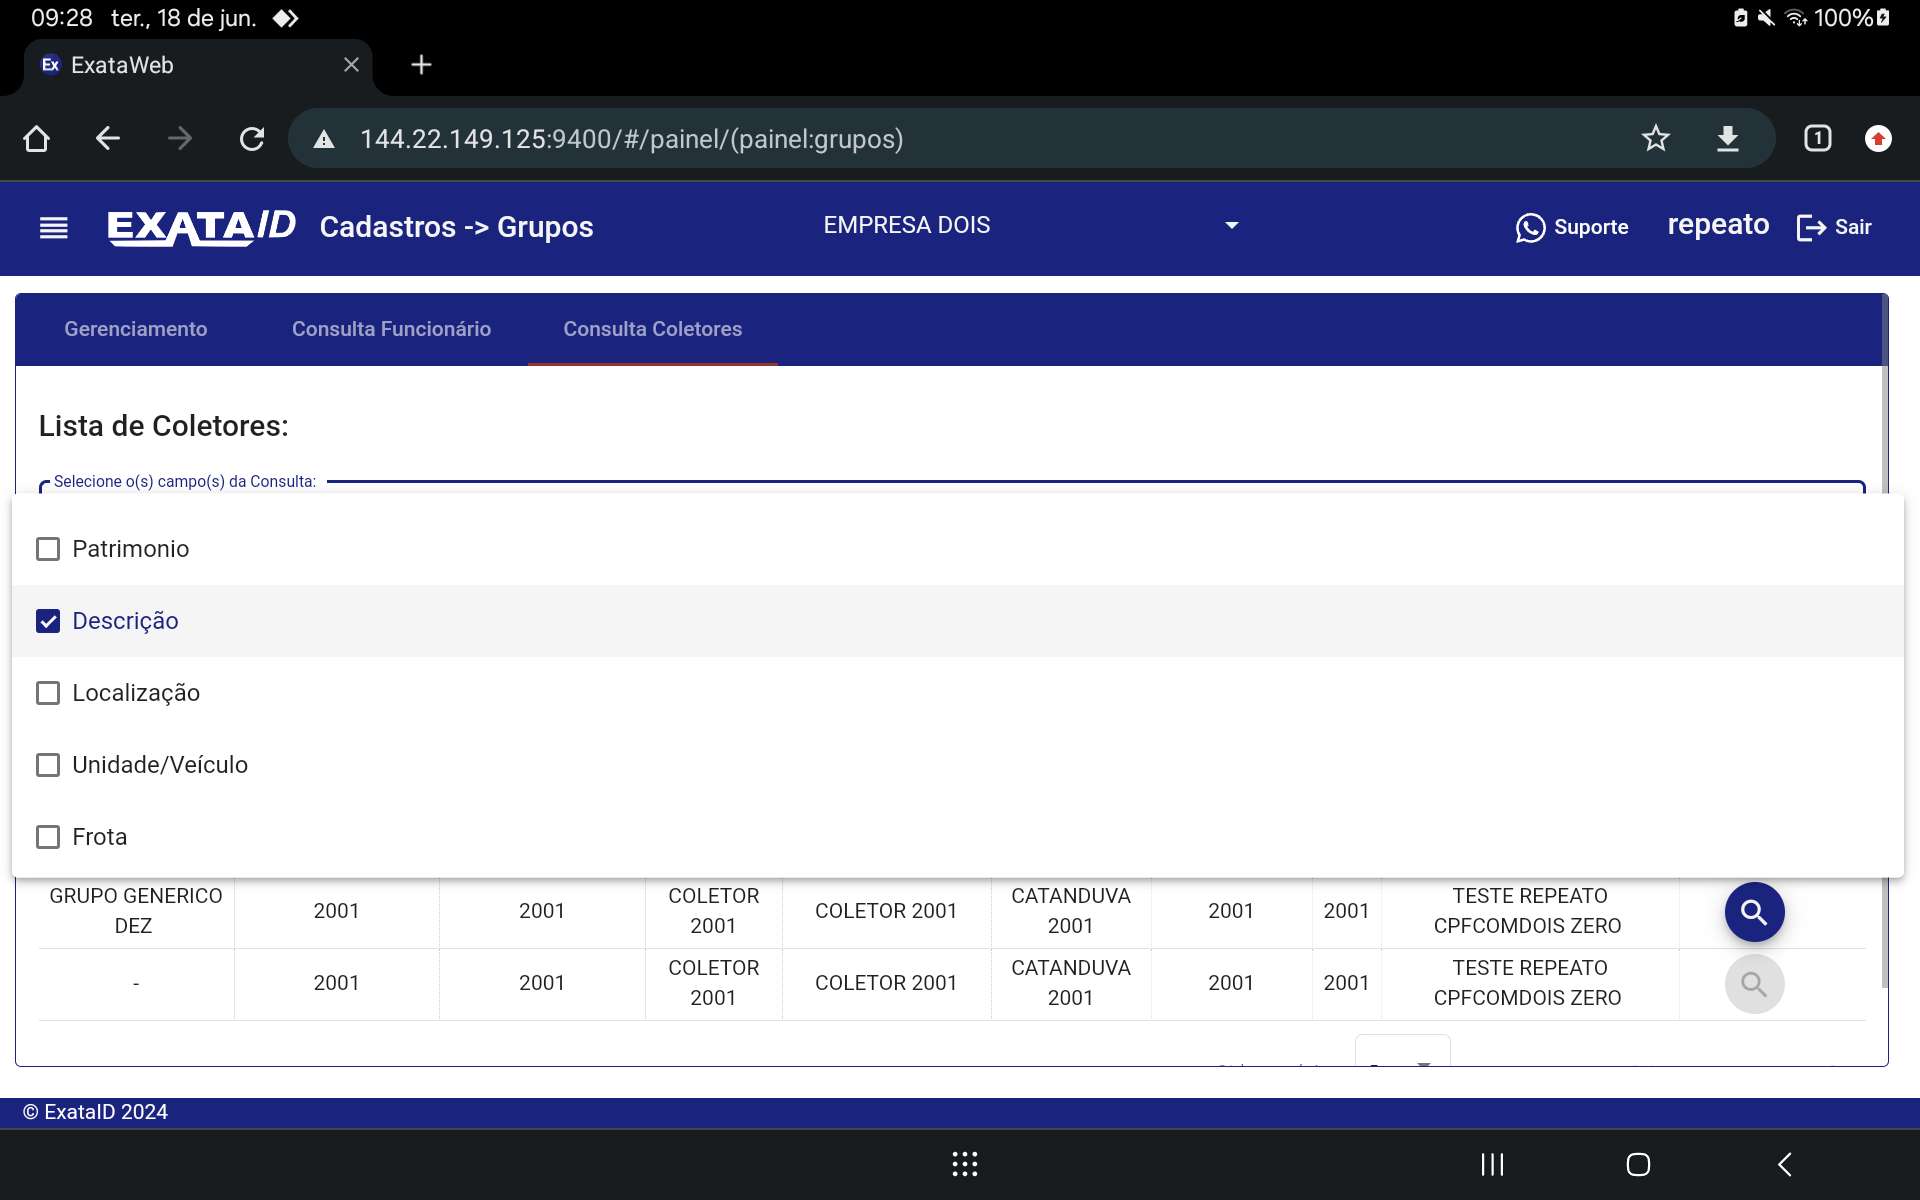 09:28 ter., 18 de jun. 100%
Ex ExataWeb
144.22.149.125:9400/#/painel/(painel:grupos) 1
EXATA/ID Cadastros -> Grupos EMPRESA DOIS Suporte repeato Sair
Gerenciamento Consulta Funcionário Consulta Coletores
Lista de Coletores:
Selecione o(s) campo(s) da Consulta:
Patrimonio
Descrição
Localização
Unidade/Veículo
Frota
GRUPO GENERICO DEZ 2001 2001 COLETOR 2001 COLETOR 2001 CATANDUVA 2001 2001 2001 TESTE REPEATO CPFCOMDOIS ZERO
- 2001 2001 COLETOR 2001 COLETOR 2001 CATANDUVA 2001 2001 2001 TESTE REPEATO CPFCOMDOIS ZERO
© ExataID 2024